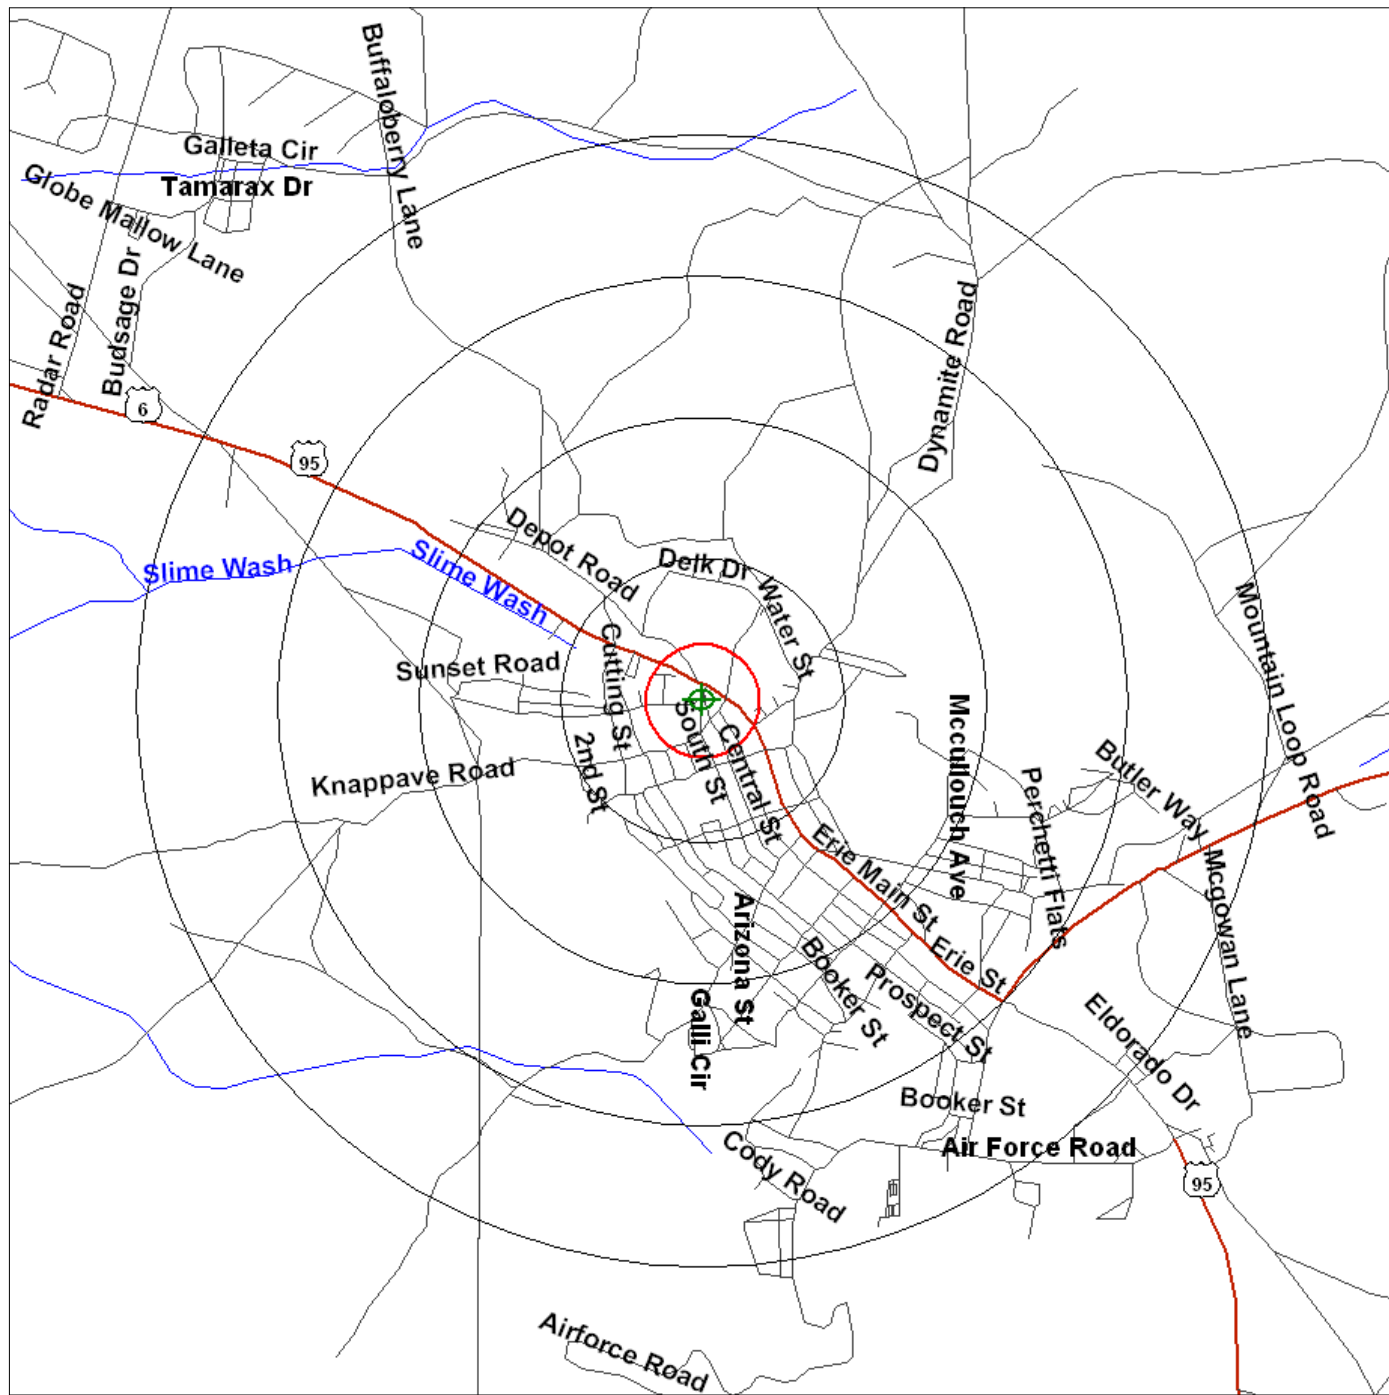 Buffaloberry Lane
Galleta Cir
Tamarax Dr
Globe Mallow Lane
Budsage Dr
Radar Road
6
95
Dynamite Road
Depot Road
Delk Dr
Slime Wash
Slime Wash
Water St
Cutting St
Sunset Road
Mountain Loop Road
South St
Central St
2nd St
Knappave Road
Mccullouch Ave
Perchetti Flats
Butler Way
Erie Main St
Mcgowan Lane
Arizona St
Booker St
Erie St
Prospect St
Galli Cir
Eldorado Dr
Booker St
Air Force Road
Cody Road
95
Airforce Road